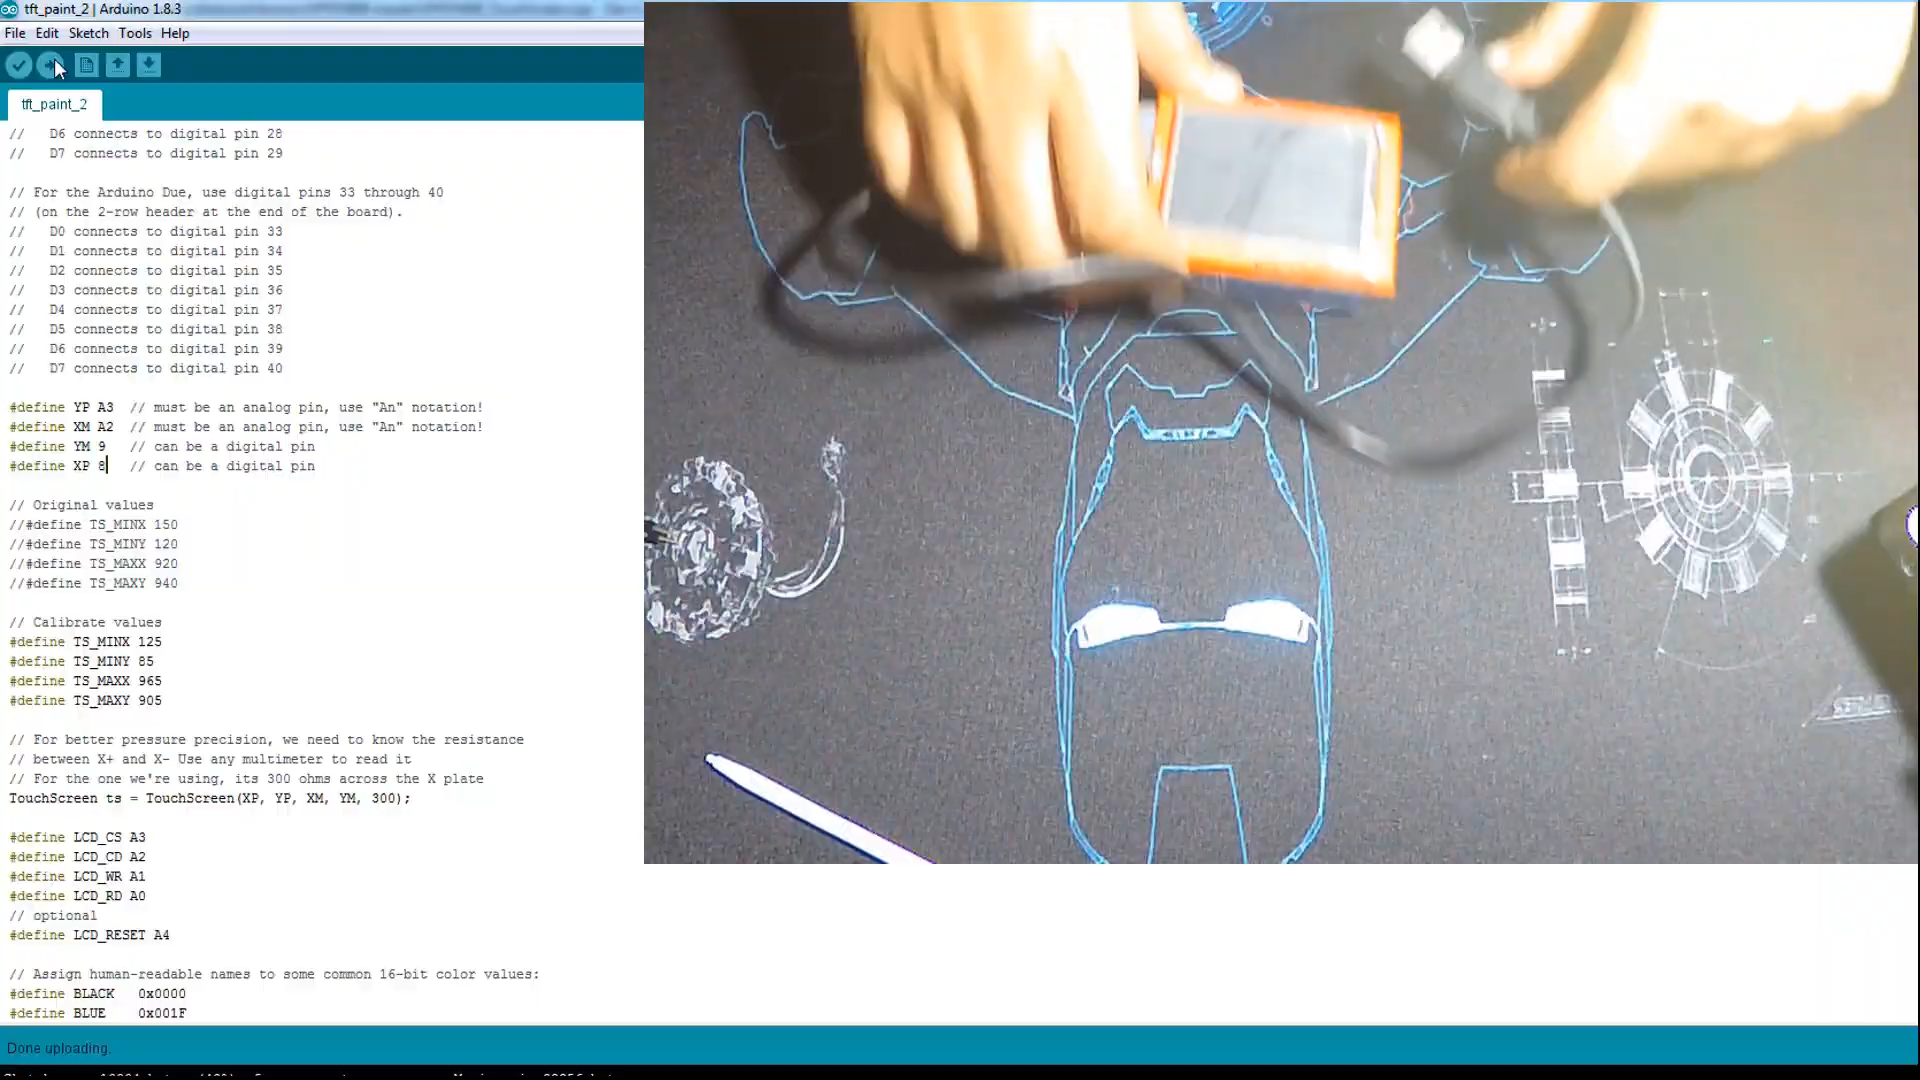 tft_paint_2 | Arduino 1.8.3
File Edit Sketch Tools Help
tft_paint_2
// D6 connects to digital pin 28
// D7 connects to digital pin 29
// For the Arduino Due, use digital pins 33 through 40
// (on the 2-row header at the end of the board).
// D0 connects to digital pin 33
// D1 connects to digital pin 34
// D2 connects to digital pin 35
// D3 connects to digital pin 36
// D4 connects to digital pin 37
// D5 connects to digital pin 38
// D6 connects to digital pin 39
// D7 connects to digital pin 40
#define YP A3 // must be an analog pin, use "An" notation!
#define XM A2 // must be an analog pin, use "An" notation!
#define YM 9 // can be a digital pin
#define XP 8 // can be a digital pin
// Original values
//#define TS_MINX 150
//#define TS_MINY 120
//#define TS_MAXX 920
//#define TS_MAXY 940
// Calibrate values
#define TS_MINX 125
#define TS_MINY 85
#define TS_MAXX 965
#define TS_MAXY 905
// For better pressure precision, we need to know the resistance
// between X+ and X- Use any multimeter to read it
// For the one we're using, its 300 ohms across the X plate
TouchScreen ts = TouchScreen(XP, YP, XM, YM, 300);
#define LCD_CS A3
#define LCD_CD A2
#define LCD_WR A1
#define LCD_RD A0
// optional
#define LCD_RESET A4
// Assign human-readable names to some common 16-bit color values:
#define BLACK 0x0000
#define BLUE 0x001F
Done uploading.